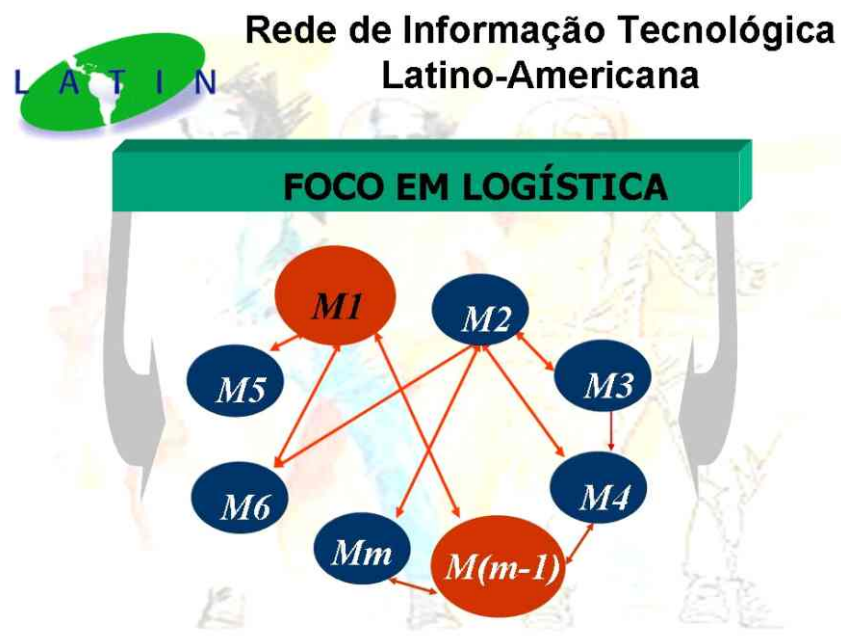 Rede de Informação Tecnológica
Latino-Americana
LATIN
FOCO EM LOGÍSTICA
M1
M2
M5
M3
M6
M4
Mm
M(m-1)